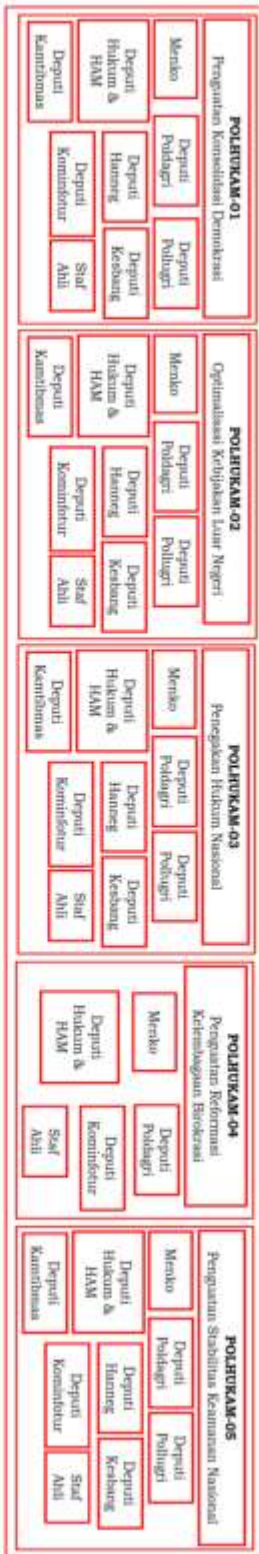 POLHUKAM-01
Penguatan Konsolidasi Demokrasi
Menko
Deputi
Poldagri
Deputi
Pollugri
Deputi
Hukum &
HAM
Deputi
Hanneg
Deputi
Kesbang
Deputi
Kamtibmas
Deputi
Kominfotur
Staf
Ahli
POLHUKAM-02
Optimalisasi Kebijakan Luar Negeri
Menko
Deputi
Poldagri
Deputi
Pollugri
Deputi
Hukum &
HAM
Deputi
Hanneg
Deputi
Kesbang
Deputi
Kamtibmas
Deputi
Kominfotur
Staf
Ahli
POLHUKAM-03
Penegakan Hukum Nasional
Menko
Deputi
Poldagri
Deputi
Pollugri
Deputi
Hukum &
HAM
Deputi
Hanneg
Deputi
Kesbang
Deputi
Kamtibmas
Deputi
Kominfotur
Staf
Ahli
POLHUKAM-04
Penguatan Reformasi
Kelembagaan Birokrasi
Menko
Deputi
Poldagri
Deputi
Hukum &
HAM
Deputi
Kominfotur
Staf
Ahli
POLHUKAM-05
Penguatan Stabilitas Keamanan Nasional
Menko
Deputi
Poldagri
Deputi
Pollugri
Deputi
Hukum &
HAM
Deputi
Hanneg
Deputi
Kesbang
Deputi
Kamtibmas
Deputi
Kominfotur
Staf
Ahli